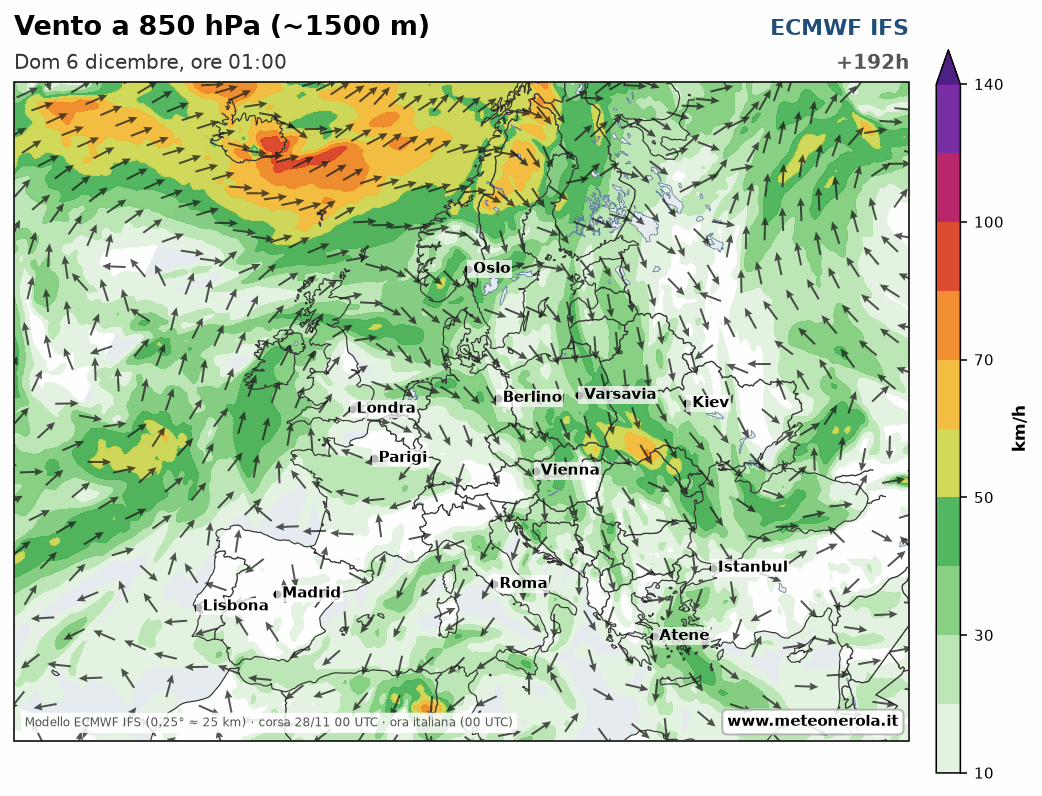 Vento a 850 hPa (~1500 m)
ECMWF IFS
Dom 6 dicembre, ore 01:00
+192h
140
100
70
50
30
10
km/h
Oslo
Berlino
Varsavia
Kiev
Londra
Parigi
Vienna
Istanbul
Roma
Madrid
Lisbona
Atene
Modello ECMWF IFS (0,25° ≈ 25 km) · corsa 28/11 00 UTC · ora italiana (00 UTC)
www.meteonerola.it